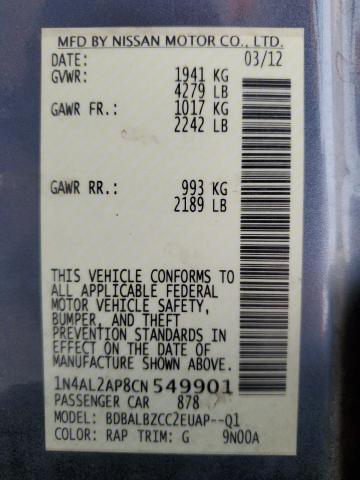 MFD BY NISSAN MOTOR CO., LTD.
DATE: 03/12
GVWR: 1941 KG
4279 LB
GAWR FR.: 1017 KG
2242 LB
GAWR RR.: 993 KG
2189 LB
THIS VEHICLE CONFORMS TO
ALL APPLICABLE FEDERAL
MOTOR VEHICLE SAFETY,
BUMPER, AND THEFT
PREVENTION STANDARDS IN
EFFECT ON THE DATE OF
MANUFACTURE SHOWN ABOVE.
1N4AL2AP8CN549901
PASSENGER CAR 878
MODEL: BDBALBZCC2EUAP--Q1
COLOR: RAP TRIM: G 9N00A